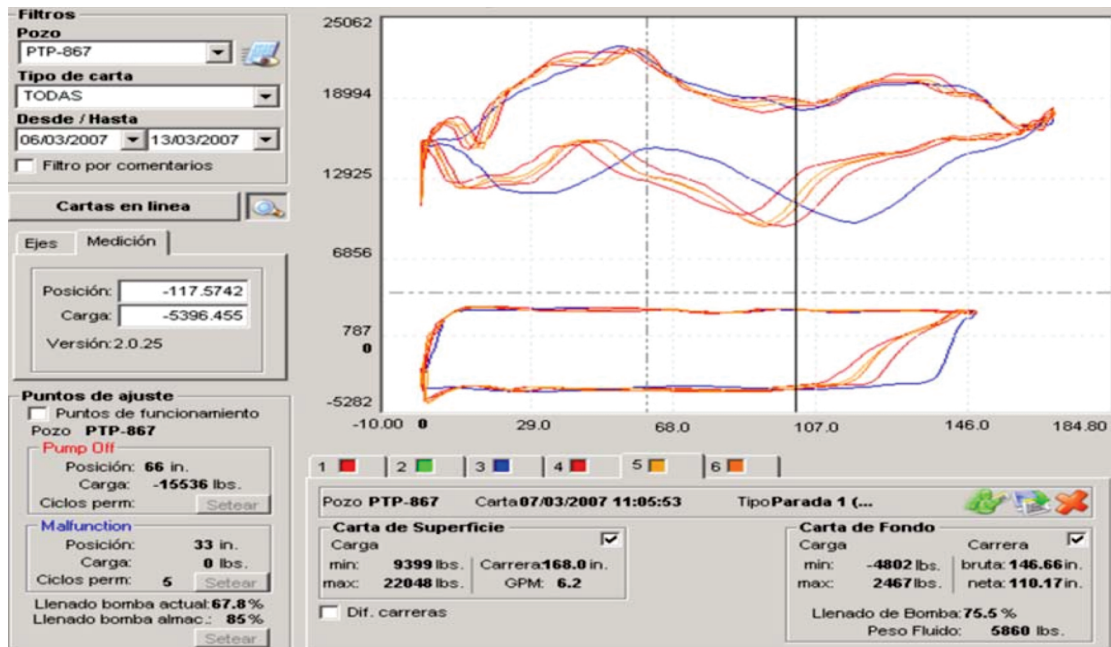 Filtros
Pozo
PTP-867
Tipo de carta
TODAS
Desde / Hasta
06/03/2007 13/03/2007
Filtro por comentarios
Cartas en linea
Ejes Medición
Posición: -117.5742
Carga: -5396.455
Versión:2.0.25
Puntos de ajuste
Puntos de funcionamiento
Pozo PTP-867
Pump Off
Posición: 66 in.
Carga: -15536 lbs.
Ciclos perm: Setear
Malfunction
Posición: 33 in.
Carga: 0 lbs.
Ciclos perm: 5 Setear
Llenado bomba actual:67.8%
Llenado bomba almac.: 85%
Setear
25062
18994
12925
6856
787
0
-5282
-10.00 0 29.0 68.0 107.0 146.0 184.80
1 2 3 4 5 6
Pozo PTP-867 Carta07/03/2007 11:05:53 TipoParada 1 (...
Carta de Superficie
Carga
min: 9399 lbs. Carrera:168.0 in.
max: 22048 lbs. GPM: 6.2
Dif. carreras
Carta de Fondo
Carga Carrera
min: -4802 lbs. bruta:146.66in.
max: 2467 lbs. neta: 110.17in.
Llenado de Bomba:75.5 %
Peso Fluido: 5860 lbs.